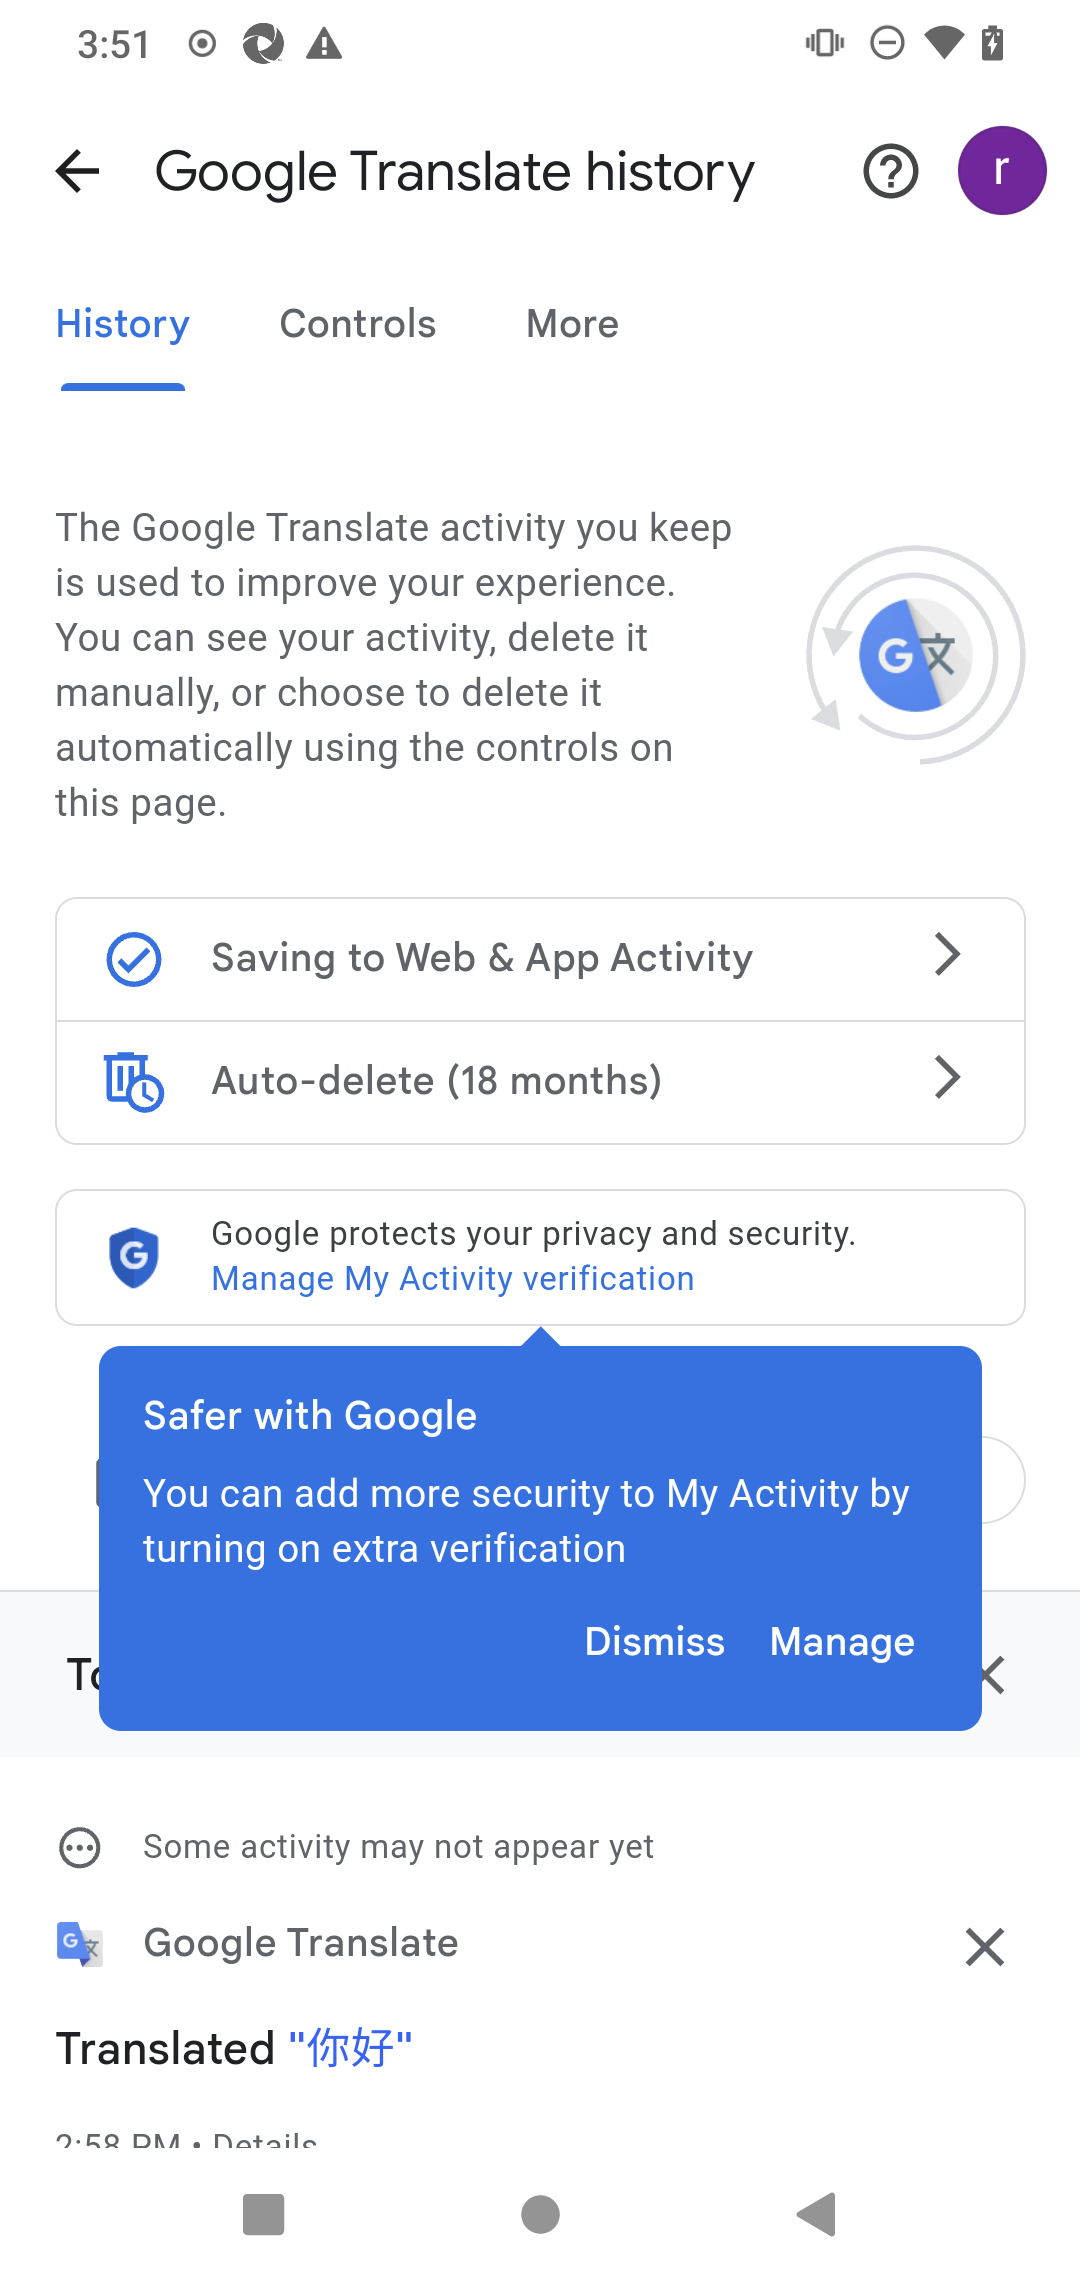 3:51
Google Translate history
r
History Controls More
The Google Translate activity you keep
is used to improve your experience.
You can see your activity, delete it
manually, or choose to delete it
automatically using the controls on
this page.
Saving to Web & App Activity
Auto-delete (18 months)
Google protects your privacy and security.
Manage My Activity verification
Safer with Google
You can add more security to My Activity by
turning on extra verification
Dismiss Manage
Some activity may not appear yet
Google Translate
Translated "你好"
2:58 PM • Details